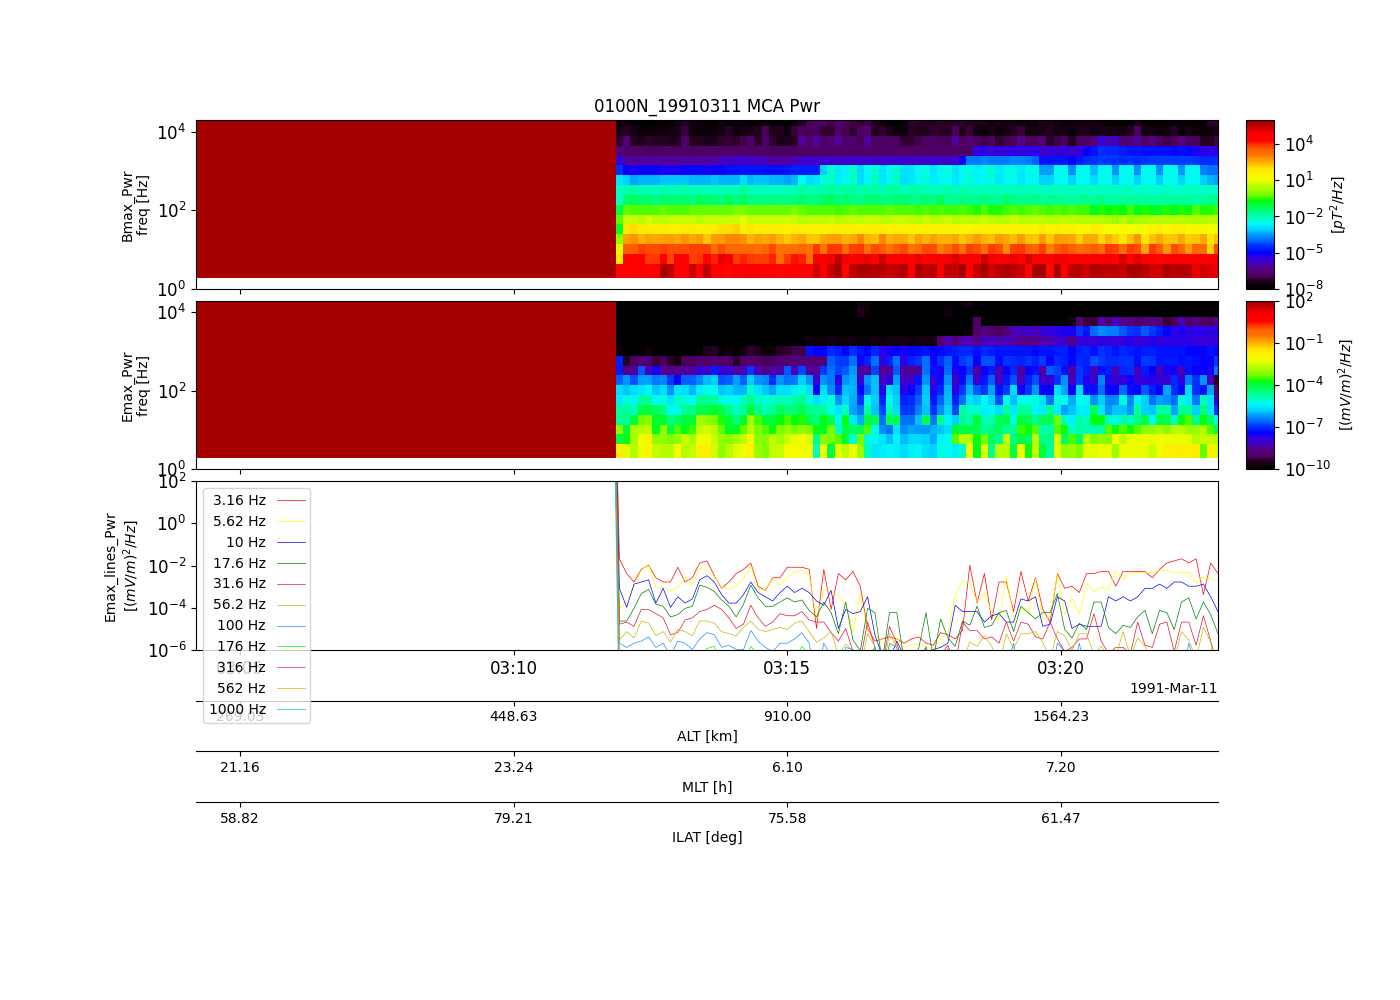 0100N_19910311 MCA Pwr
Bmax_Pwr
freq [Hz]
10^4
10^2
10^0
10^4
10^1
10^-2
10^-5
10^-8
[pT^2/Hz]
Emax_Pwr
freq [Hz]
10^4
10^2
10^0
10^2
10^-1
10^-4
10^-7
10^-10
[(mV/m)^2/Hz]
Emax_lines_Pwr
[(mV/m)^2/Hz]
10^2
10^0
10^-2
10^-4
10^-6
3.16 Hz
5.62 Hz
10 Hz
17.6 Hz
31.6 Hz
56.2 Hz
100 Hz
176 Hz
316 Hz
562 Hz
1000 Hz
03:05 03:10 03:15 03:20
1991-Mar-11
269.03 448.63 910.00 1564.23
ALT [km]
21.16 23.24 6.10 7.20
MLT [h]
58.82 79.21 75.58 61.47
ILAT [deg]